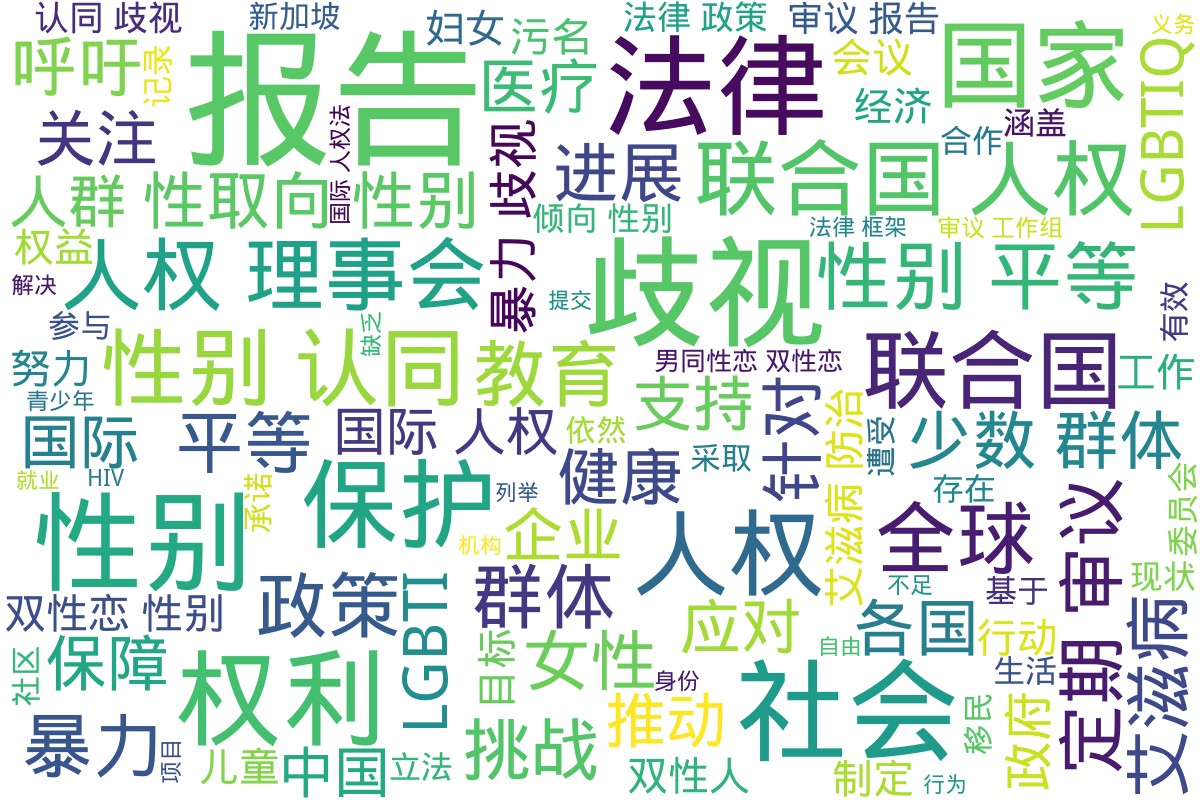 认同 歧视
新加坡
妇女
污名
法律 政策
审议 报告
义务
呼吁
记录
报告
医疗
法律
会议
国家
LGBTIQ
关注
国际 人权法
暴力 歧视
进展
经济
合作
涵盖
联合国 人权
人群 性取向
性别
倾向 性别
法律 框架
审议 工作组
权益
人权 理事会
歧视
性别 平等
解决
提交
参与
缺乏
有效
性别 认同
教育
男同性恋 双性恋
联合国
工作
努力
青少年
支持
针对
艾滋病 防治
国际
平等
国际 人权
依然
采取
遭受
少数 群体
就业
HIV
承诺
保护
列举
健康
存在
委员会
性别
机构
企业
人权
全球
定期 审议
现状
不足
基于
双性恋 性别
政策
LGBTI
群体
应对
各国
行动
艾滋病
社区
保障
权利
目标
女性
自由
生活
身份
社会
移民
政府
暴力
项目
儿童
中国
立法
挑战
推动
双性人
制定
行为